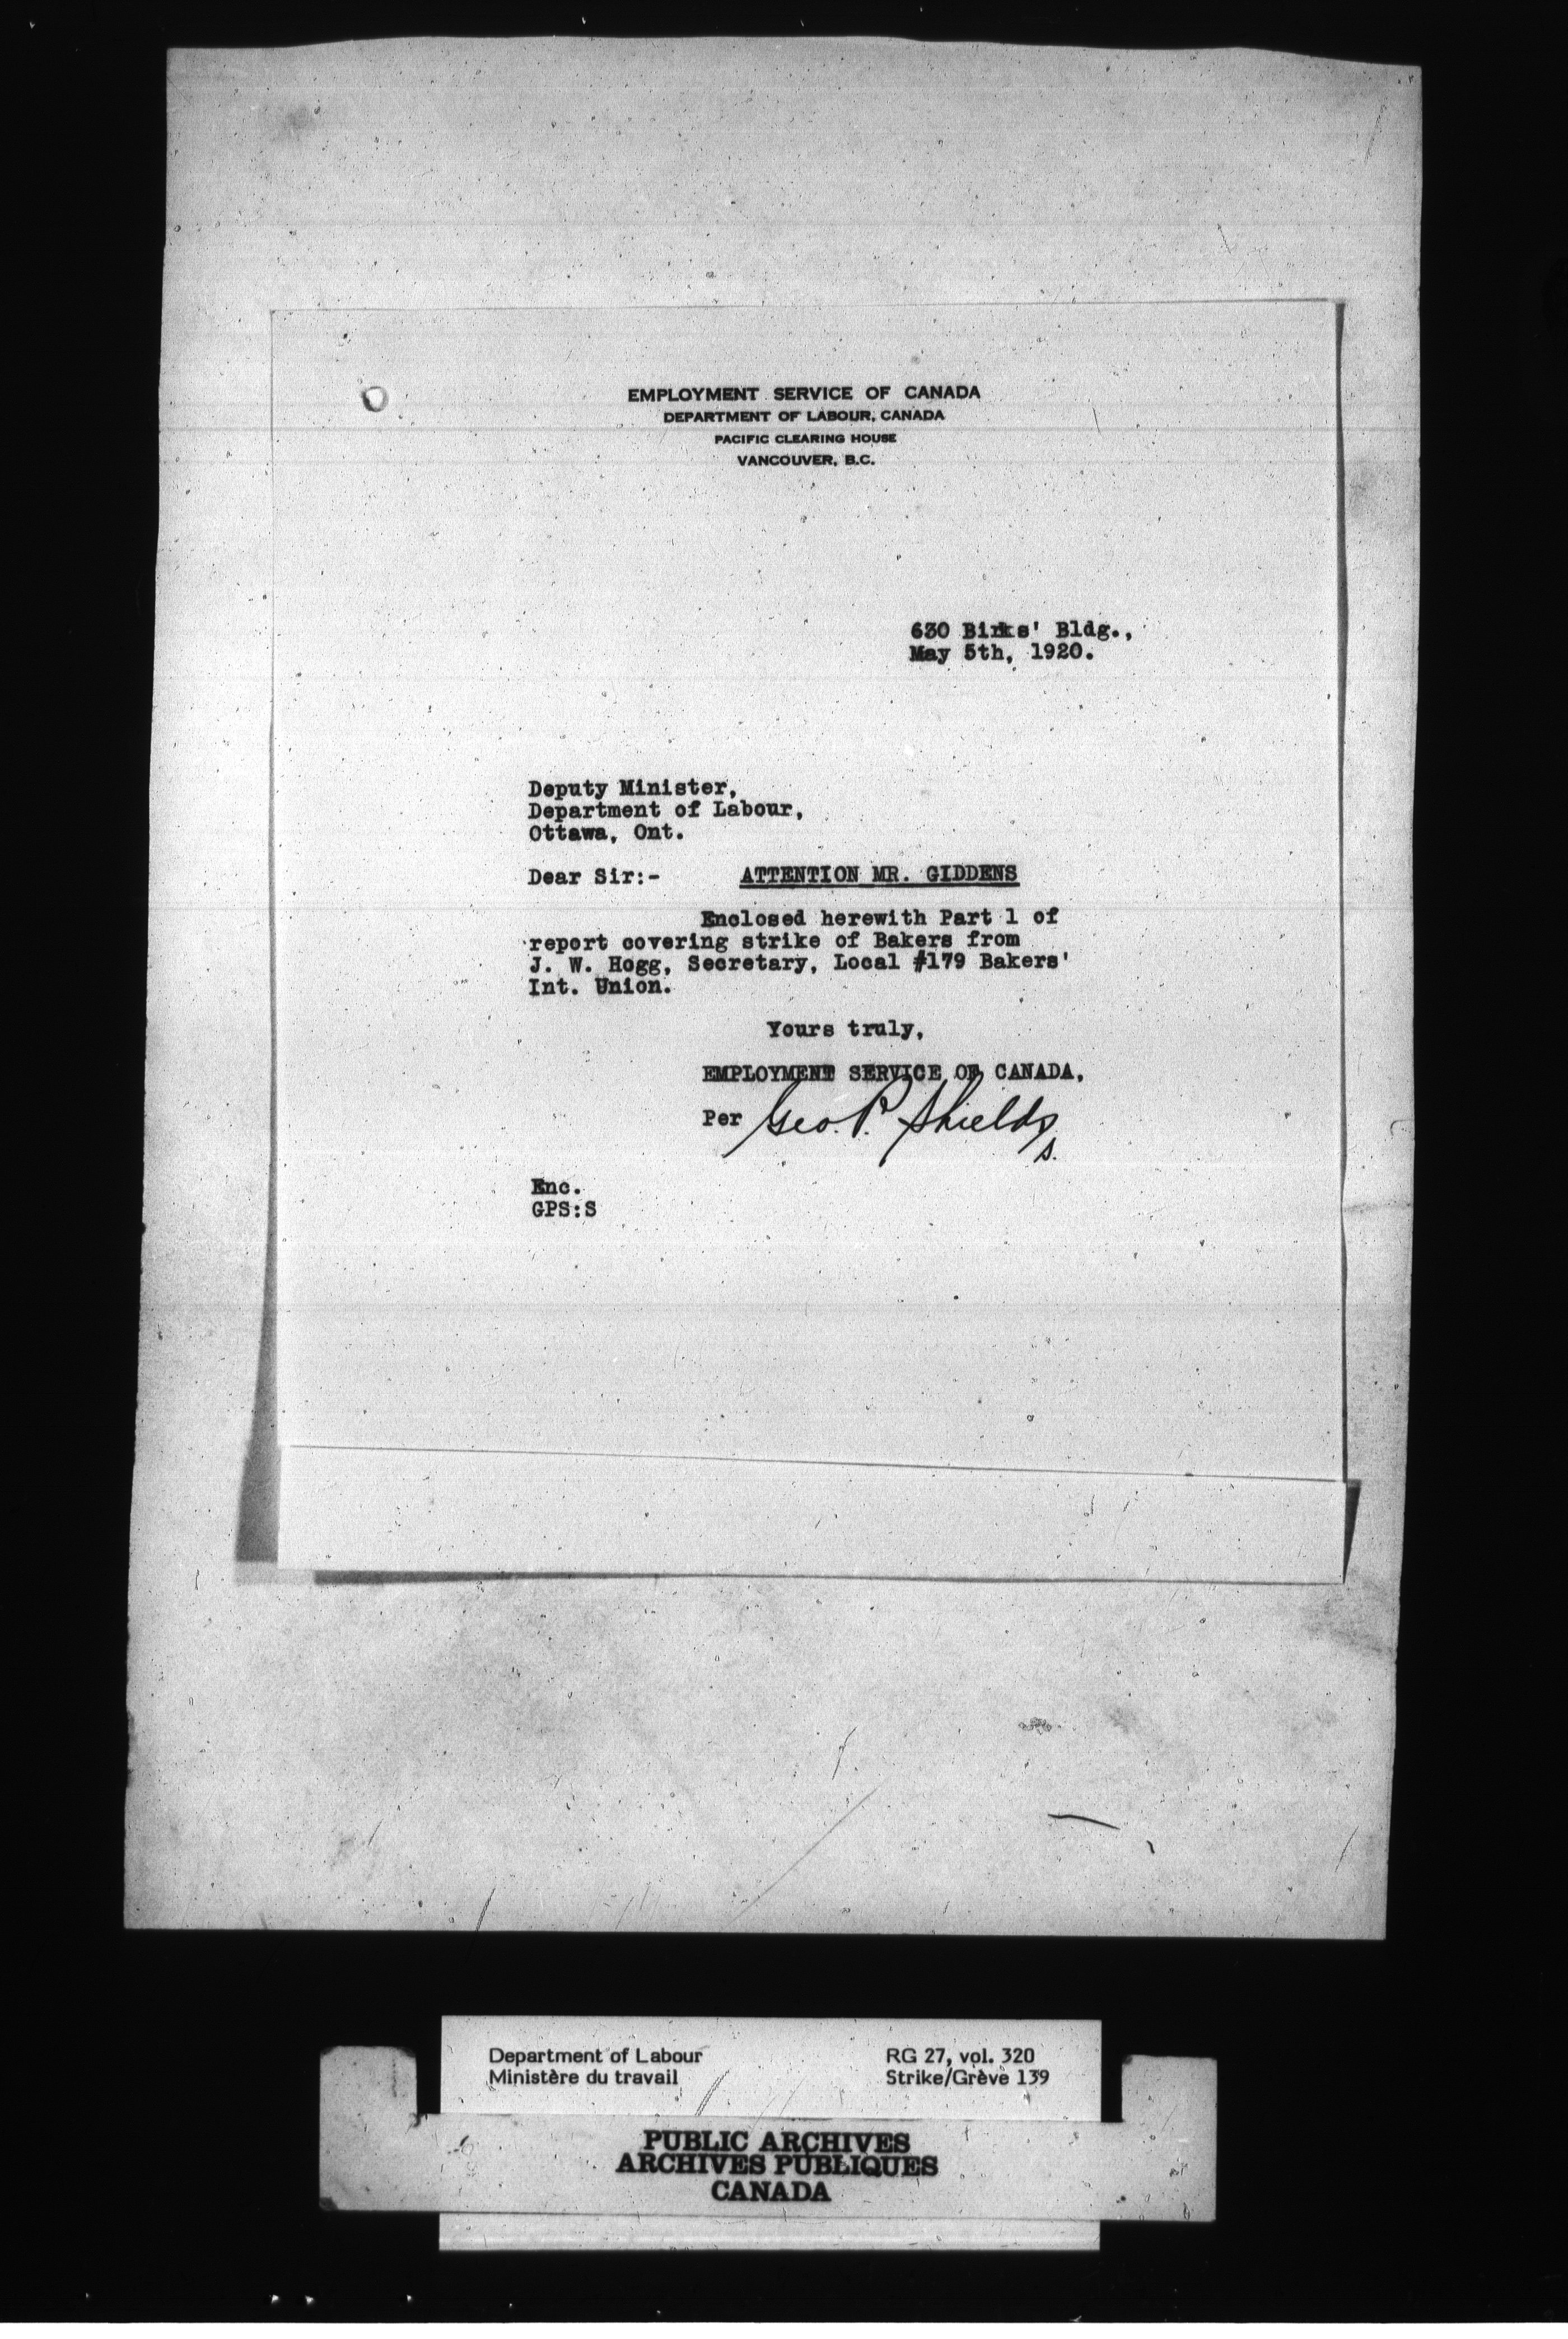 EMPLOYMENT SERVICE OF CANADA
DEPARTMENT OF LABOUR, CANADA
PACIFIC CLEARING HOUSE
VANCOUVER, B.C.
630 Birks' Bldg.,
May 5th, 1920.
Deputy Minister,
Department of Labour,
Ottawa, Ont.
Dear Sir:- ATTENTION MR. GIDDENS
Enclosed herewith Part 1 of
report covering strike of Bakers from
J. W. Hogg, Secretary, Local #179 Bakers'
Int. Union.
Yours truly,
EMPLOYMENT SERVICE OF CANADA,
Per Geo. P. Shields
S.
Enc.
GPS:S
Department of Labour RG 27, vol. 320
Ministère du travail Strike/Grève 139
PUBLIC ARCHIVES
ARCHIVES PUBLIQUES
CANADA